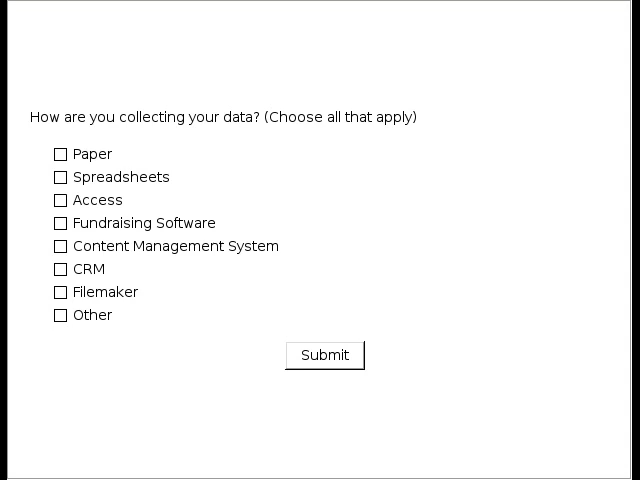 How are you collecting your data? (Choose all that apply)
Paper
Spreadsheets
Access
Fundraising Software
Content Management System
CRM
Filemaker
Other
Submit